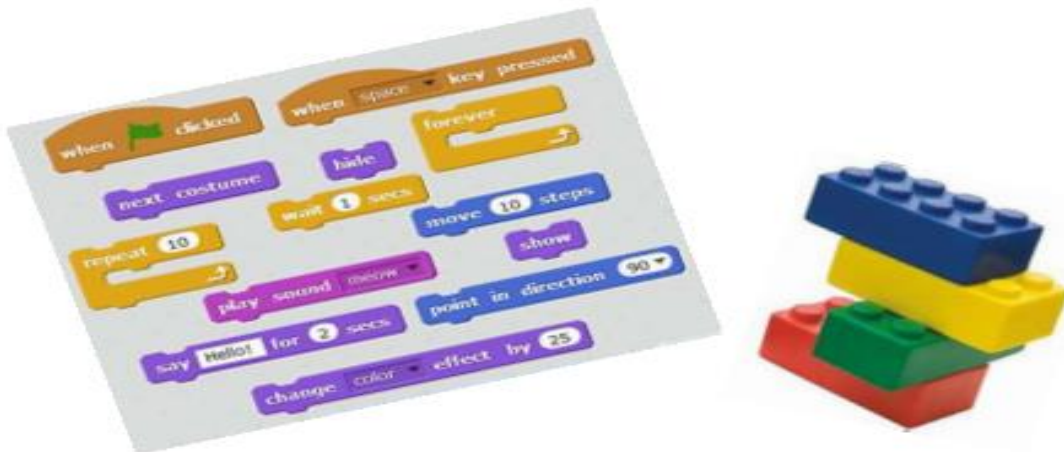 when clicked
when space key pressed
forever
next costume
hide
wait 1 secs
move 10 steps
repeat 10
show
play sound meow
point in direction 90
say Hello! for 2 secs
change color effect by 25